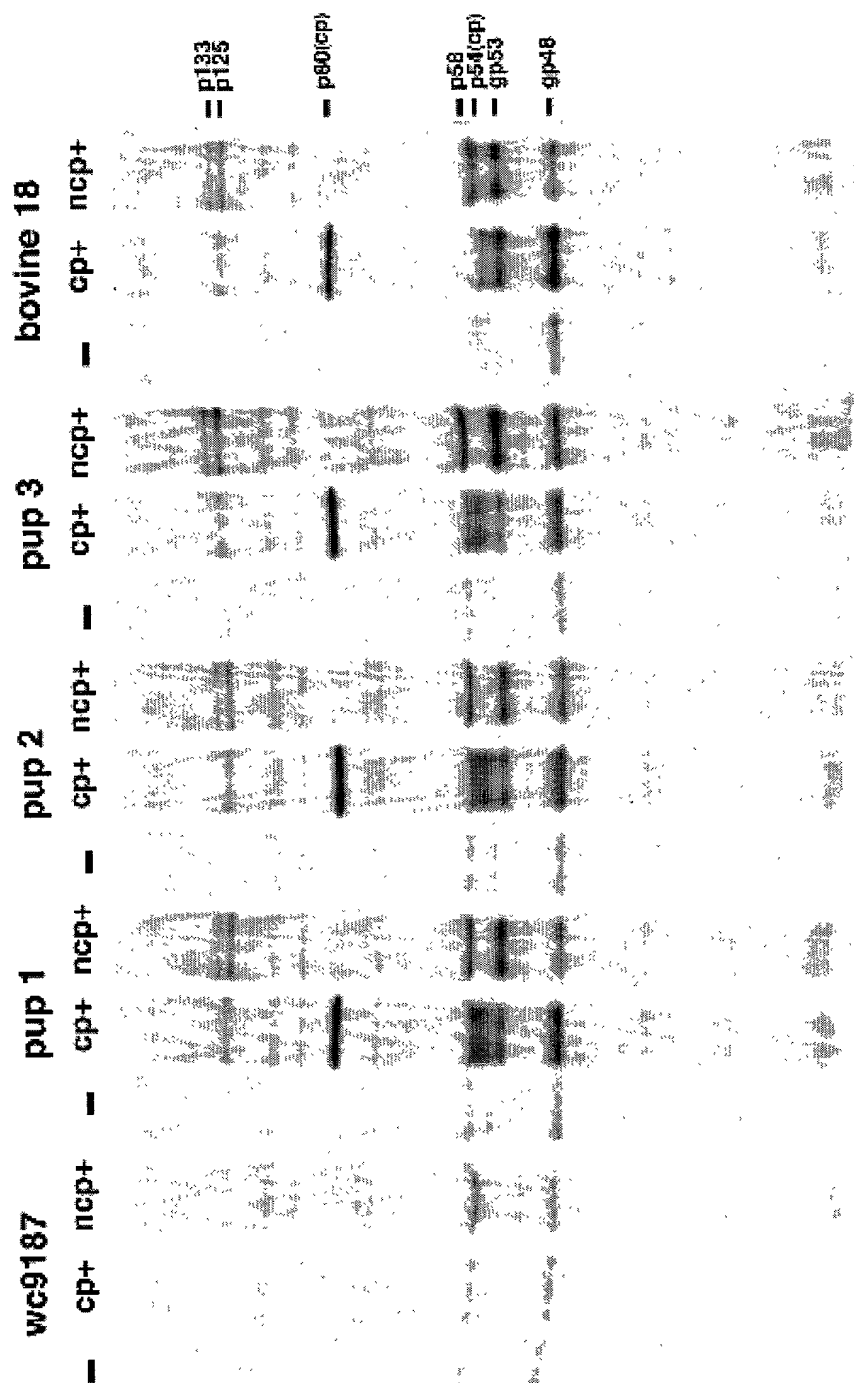 wc9187 pup 1 pup 2 pup 3 bovine 18
– cp+ ncp+ – cp+ ncp+ – cp+ ncp+ – cp+ ncp+ – cp+ ncp+
p133
p125
p80(cp)
p58
p54(cp)
gp53
gp48